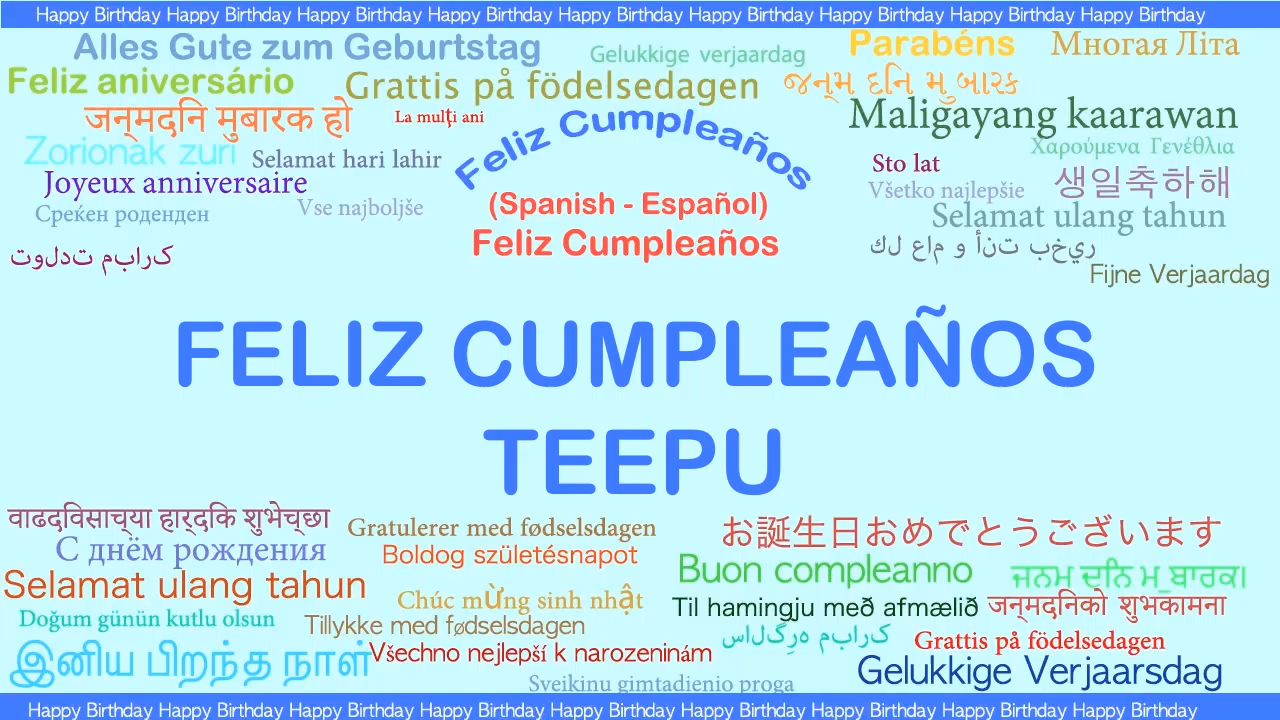 Happy Birthday Happy Birthday Happy Birthday Happy Birthday Happy Birthday Happy Birthday Happy Birthday Happy Birthday Happy Birthday
Alles Gute zum Geburtstag
Gelukkige verjaardag
Parabéns
Многая Літа
Feliz aniversário
Grattis på födelsedagen
જન્મ દિન મુબારક
जन्मदिन मुबारक हो
La mulţi ani
Feliz Cumpleaños
Maligayang kaarawan
Zorionak zuri
Selamat hari lahir
Χαρούμενα Γενέθλια
Sto lat
생일축하해
Joyeux anniversaire
(Spanish - Español)
Všetko najlepšie
Среќен роденден
Vse najboljše
Selamat ulang tahun
Feliz Cumpleaños
كل عام و أنت بخير
تولدت مبارک
Fijne Verjaardag
FELIZ CUMPLEAÑOS
TEEPU
वाढदिवसाच्या हार्दिक शुभेच्छा
Gratulerer med fødselsdagen
お誕生日おめでとうございます
С днём рождения
Boldog születésnapot
Buon compleanno
ਜਨਮ ਦਿਨ ਮੁਬਾਰਕ।
Selamat ulang tahun
Chúc mừng sinh nhật
Til hamingju með afmælið
जन्मदिनको शुभकामना
Doğum günün kutlu olsun
Tillykke med fødselsdagen
سالگِرہ مبارک
Grattis på födelsedagen
இனிய பிறந்த நாள்
Všechno nejlepší k narozeninám
Gelukkige Verjaarsdag
Sveikinu gimtadienio proga
Happy Birthday Happy Birthday Happy Birthday Happy Birthday Happy Birthday Happy Birthday Happy Birthday Happy Birthday Happy Birthday